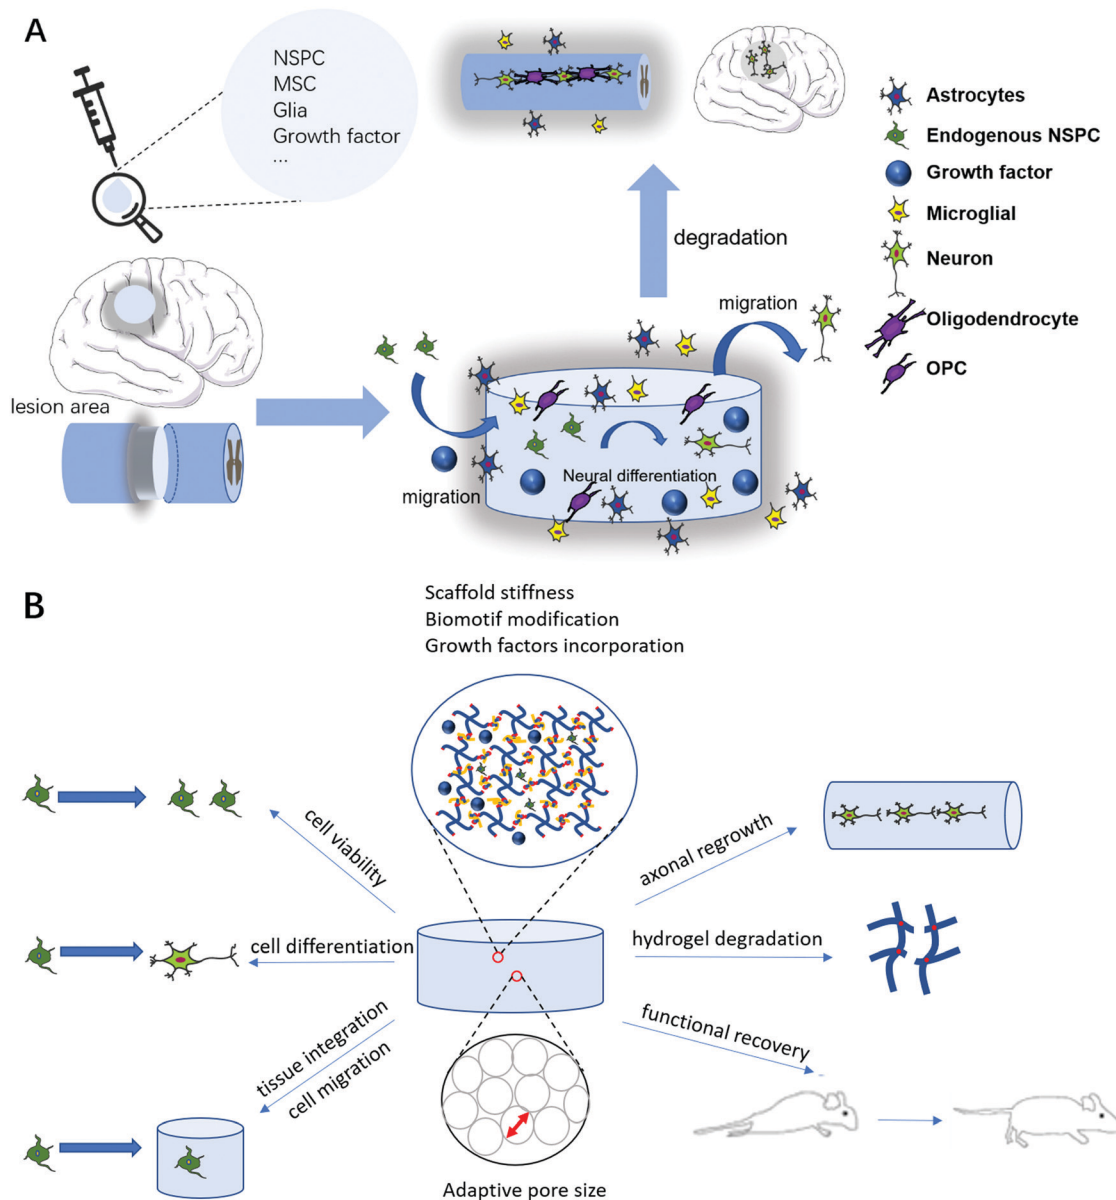 A
NSPC
MSC
Glia
Growth factor
...
lesion area
degradation
migration
migration
Neural differentiation
Astrocytes
Endogenous NSPC
Growth factor
Microglial
Neuron
Oligodendrocyte
OPC
B
Scaffold stiffness
Biomotif modification
Growth factors incorporation
cell viability
cell differentiation
tissue integration
cell migration
axonal regrowth
hydrogel degradation
functional recovery
Adaptive pore size